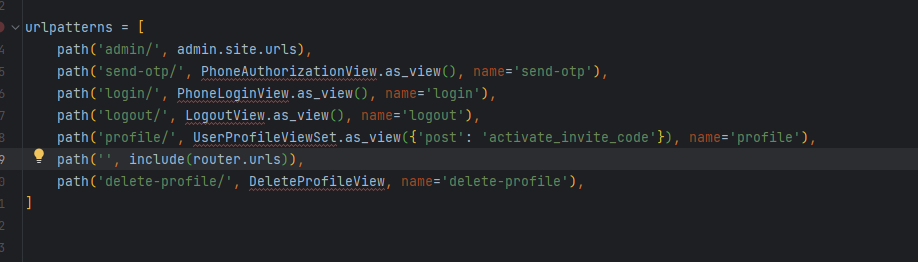 2
urlpatterns = [
4 path('admin/', admin.site.urls),
5 path('send-otp/', PhoneAuthorizationView.as_view(), name='send-otp'),
6 path('login/', PhoneLoginView.as_view(), name='login'),
7 path('logout/', LogoutView.as_view(), name='logout'),
8 path('profile/', UserProfileViewSet.as_view({'post': 'activate_invite_code'}), name='profile'),
9 path('', include(router.urls)),
0 path('delete-profile/', DeleteProfileView, name='delete-profile'),
1 ]
2
3